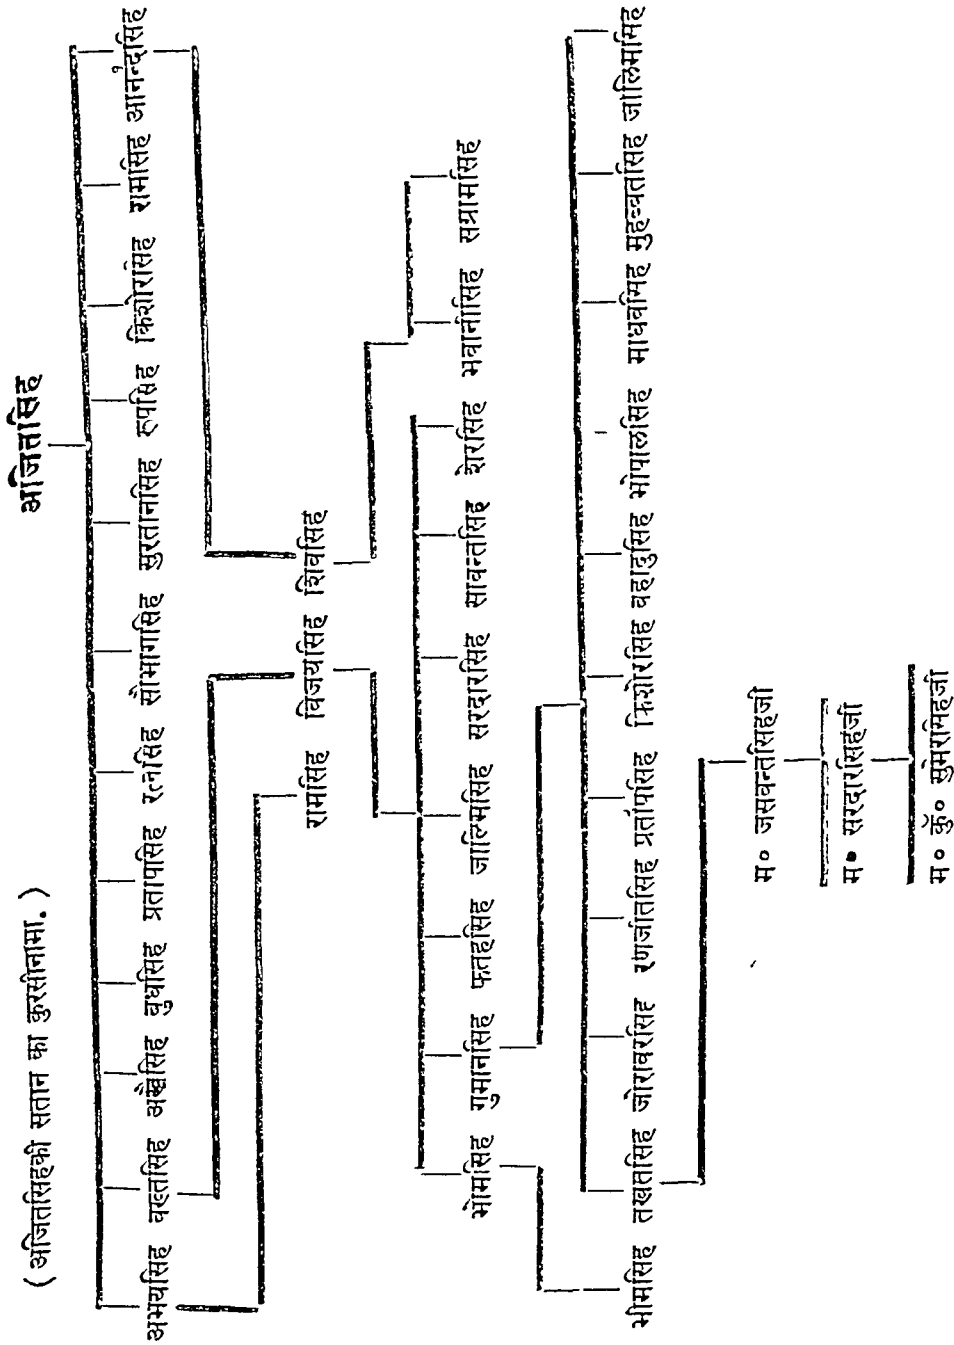 ( अजितसिंहकी सतान का कुरसीनामा. )
अजितसिंह
अभयसिंह वख्तसिंह अखैसिंह वुधसिंह प्रतापसिंह रत्नसिंह सौभागसिंह सुरतानसिंह रुपसिंह किशोरसिंह रामसिंह आनन्दसिंह
रामसिंह विजयसिंह शिवसिंह
भोमसिंह गुमानसिंह फतहसिंह जालिमसिंह सरदारसिंह सावन्तसिंह शेरसिंह भवानीसिंह सग्रामसिंह
भीमसिंह तखतसिंह जोरावरसिंह रणजीतसिंह प्रतापसिंह किशोरसिंह वहादुसिंह भोपालसिंह माधवसिंह मुहब्बतसिंह जालिमसिंह
म० जसवन्तसिंहजी
म० सरदारसिंहजी
म० कुँ० सुमेरसिंहजी